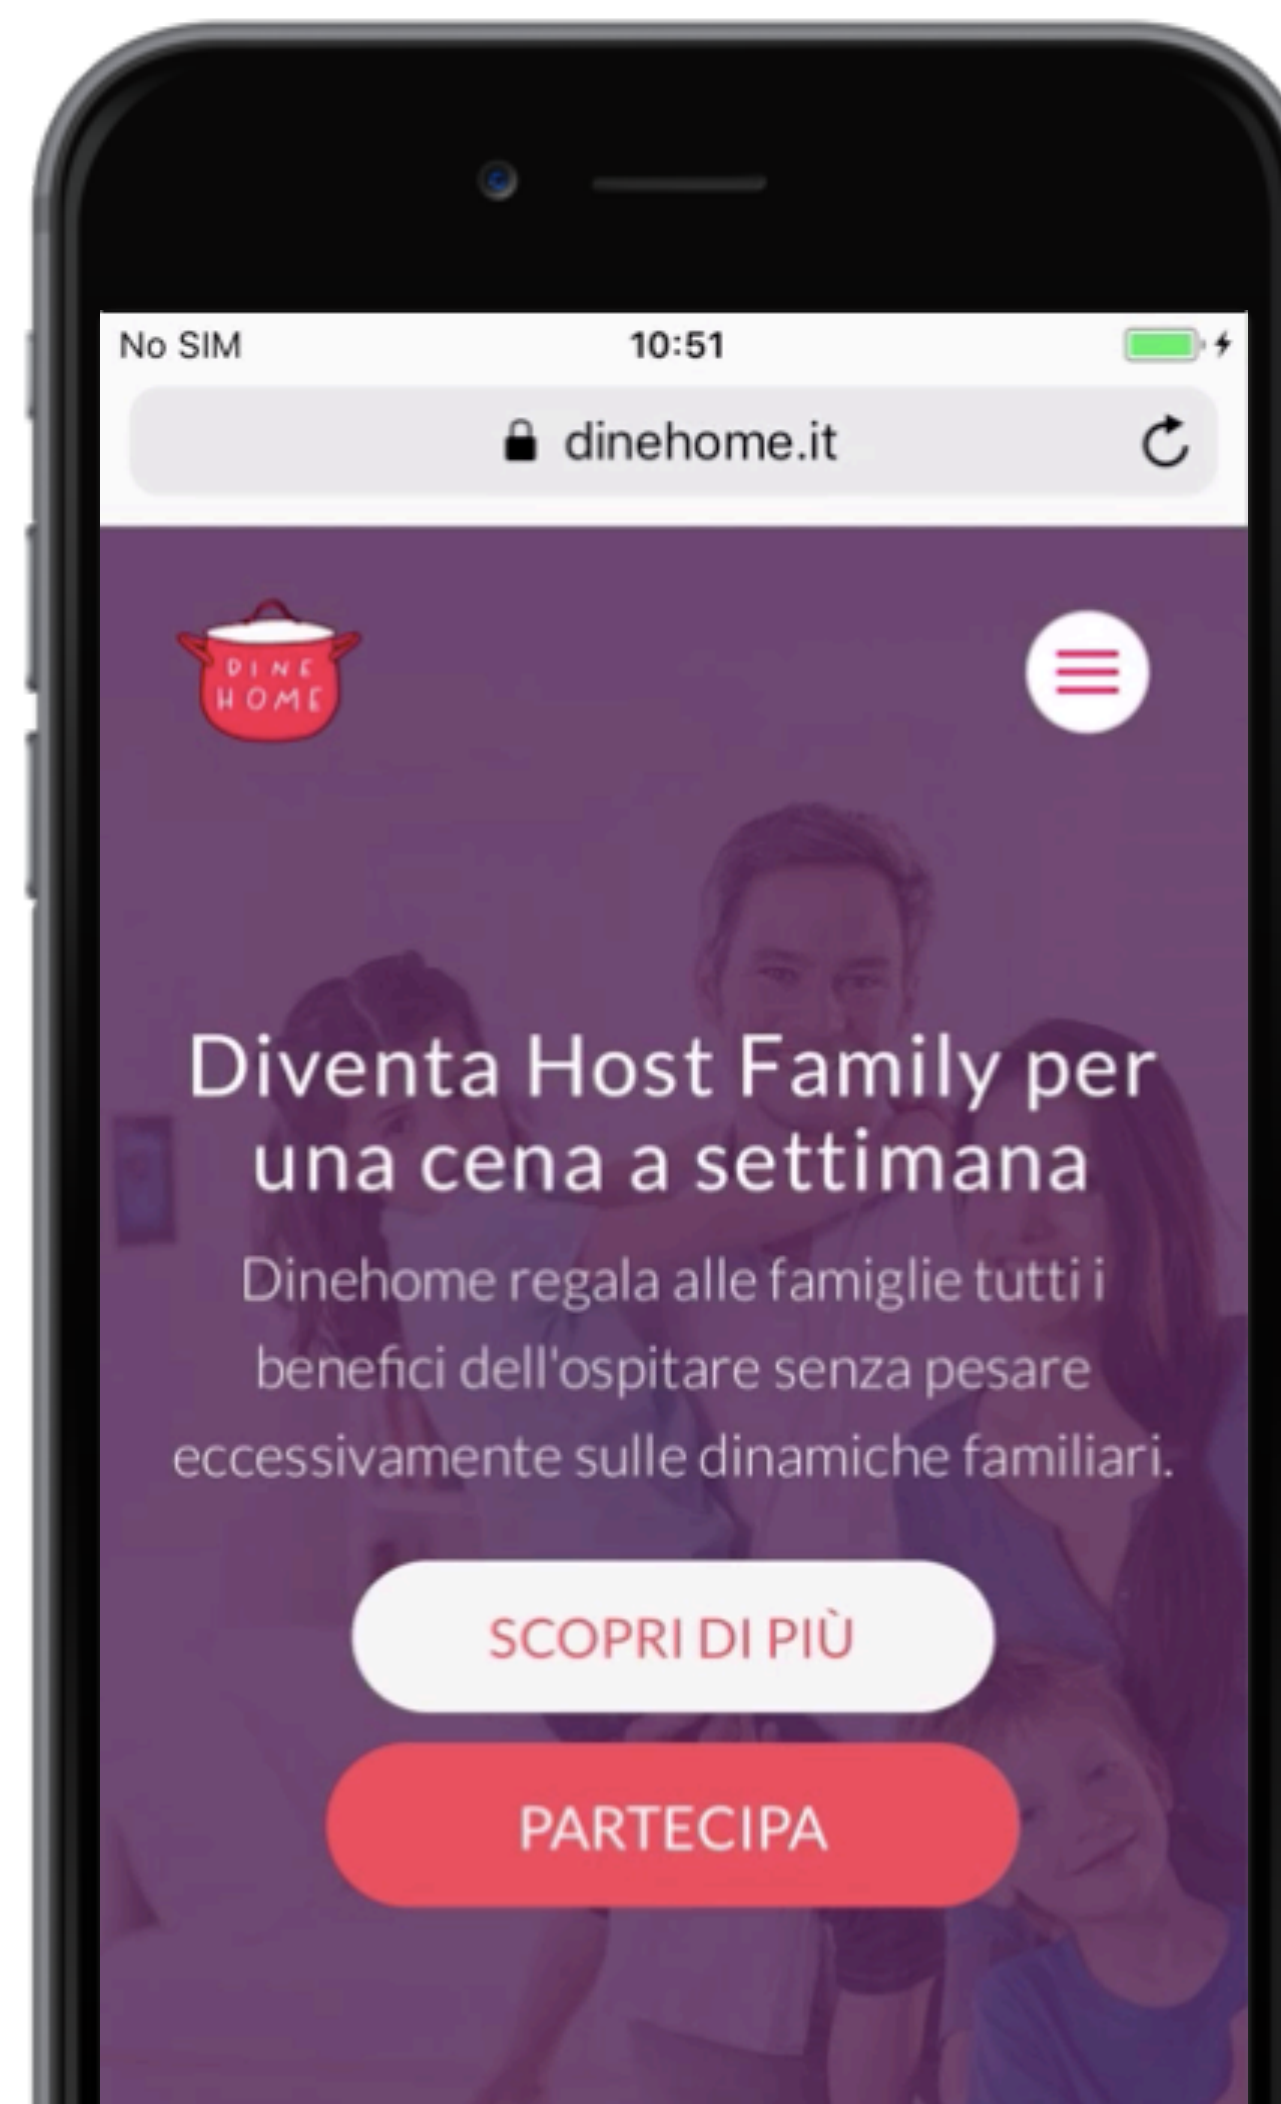 No SIM
10:51
dinehome.it
DINE
HOME
Diventa Host Family per
una cena a settimana
Dinehome regala alle famiglie tutti i
benefici dell'ospitare senza pesare
eccessivamente sulle dinamiche familiari.
SCOPRI DI PIÙ
PARTECIPA